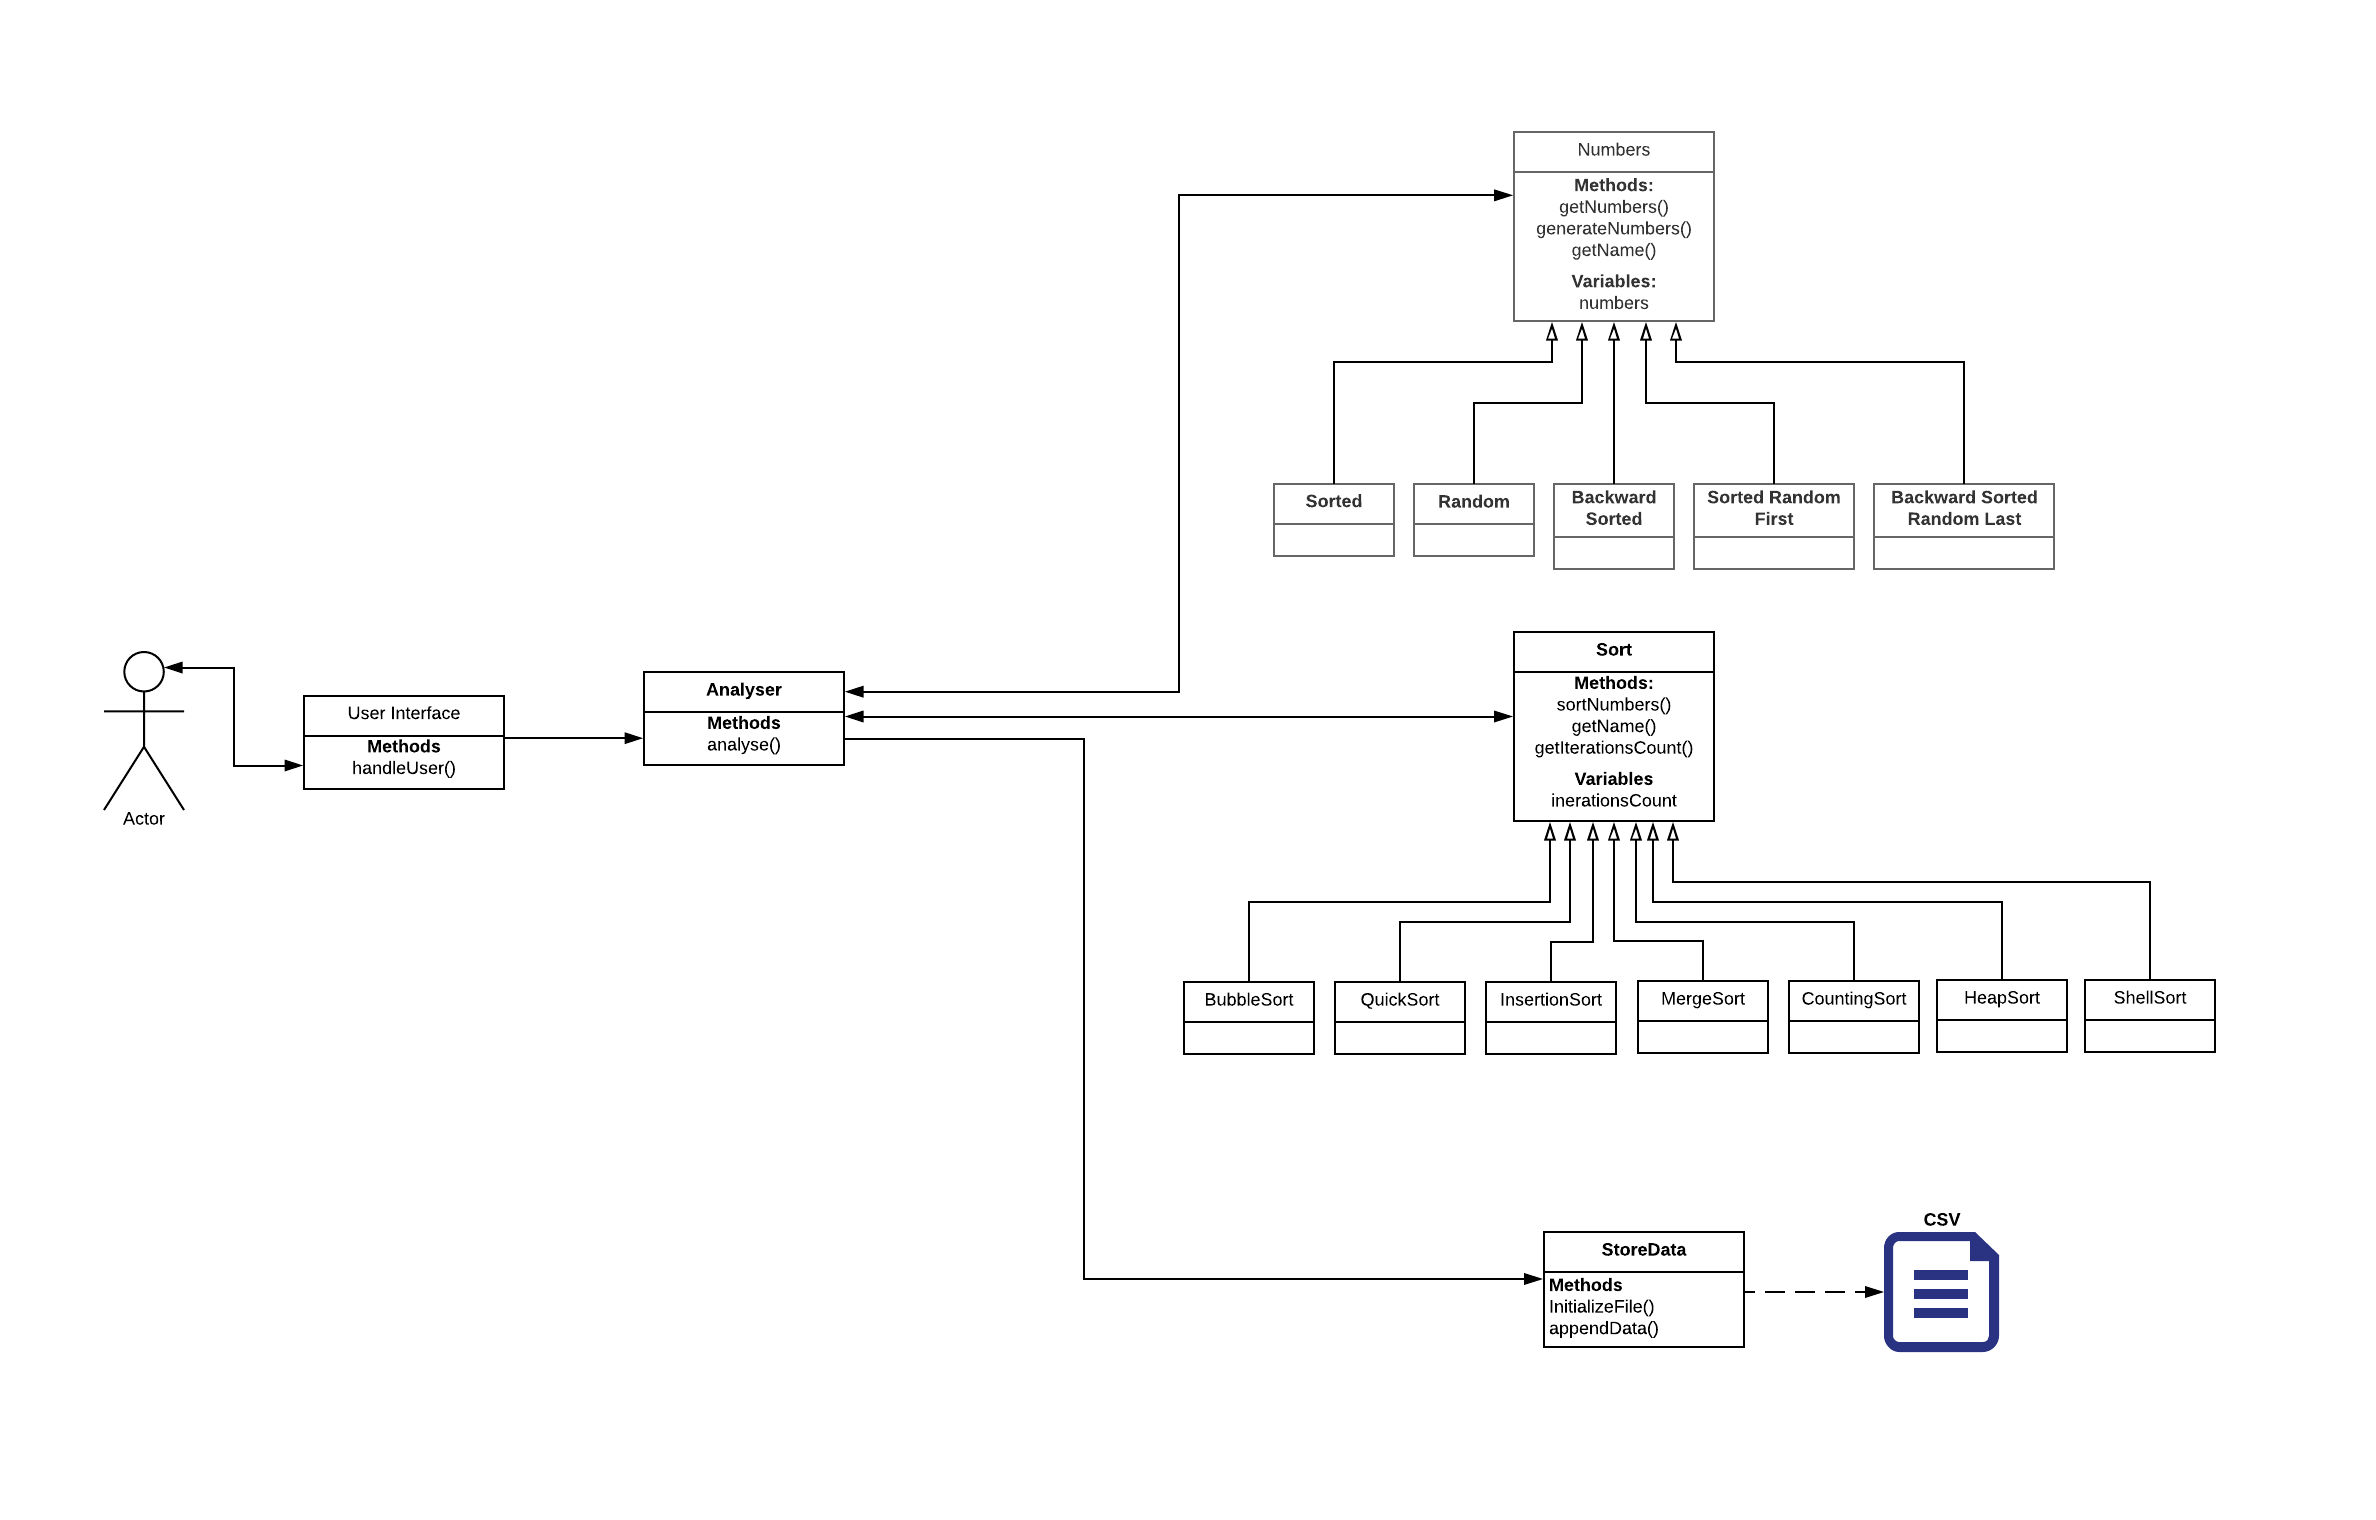 Numbers
Methods:
getNumbers()
generateNumbers()
getName()
Variables:
numbers
Sorted
Random
Backward
Sorted
Sorted Random
First
Backward Sorted
Random Last
Actor
User Interface
Methods
handleUser()
Analyser
Methods
analyse()
Sort
Methods:
sortNumbers()
getName()
getIterationsCount()
Variables
inerationsCount
BubbleSort
QuickSort
InsertionSort
MergeSort
CountingSort
HeapSort
ShellSort
StoreData
Methods
InitializeFile()
appendData()
CSV